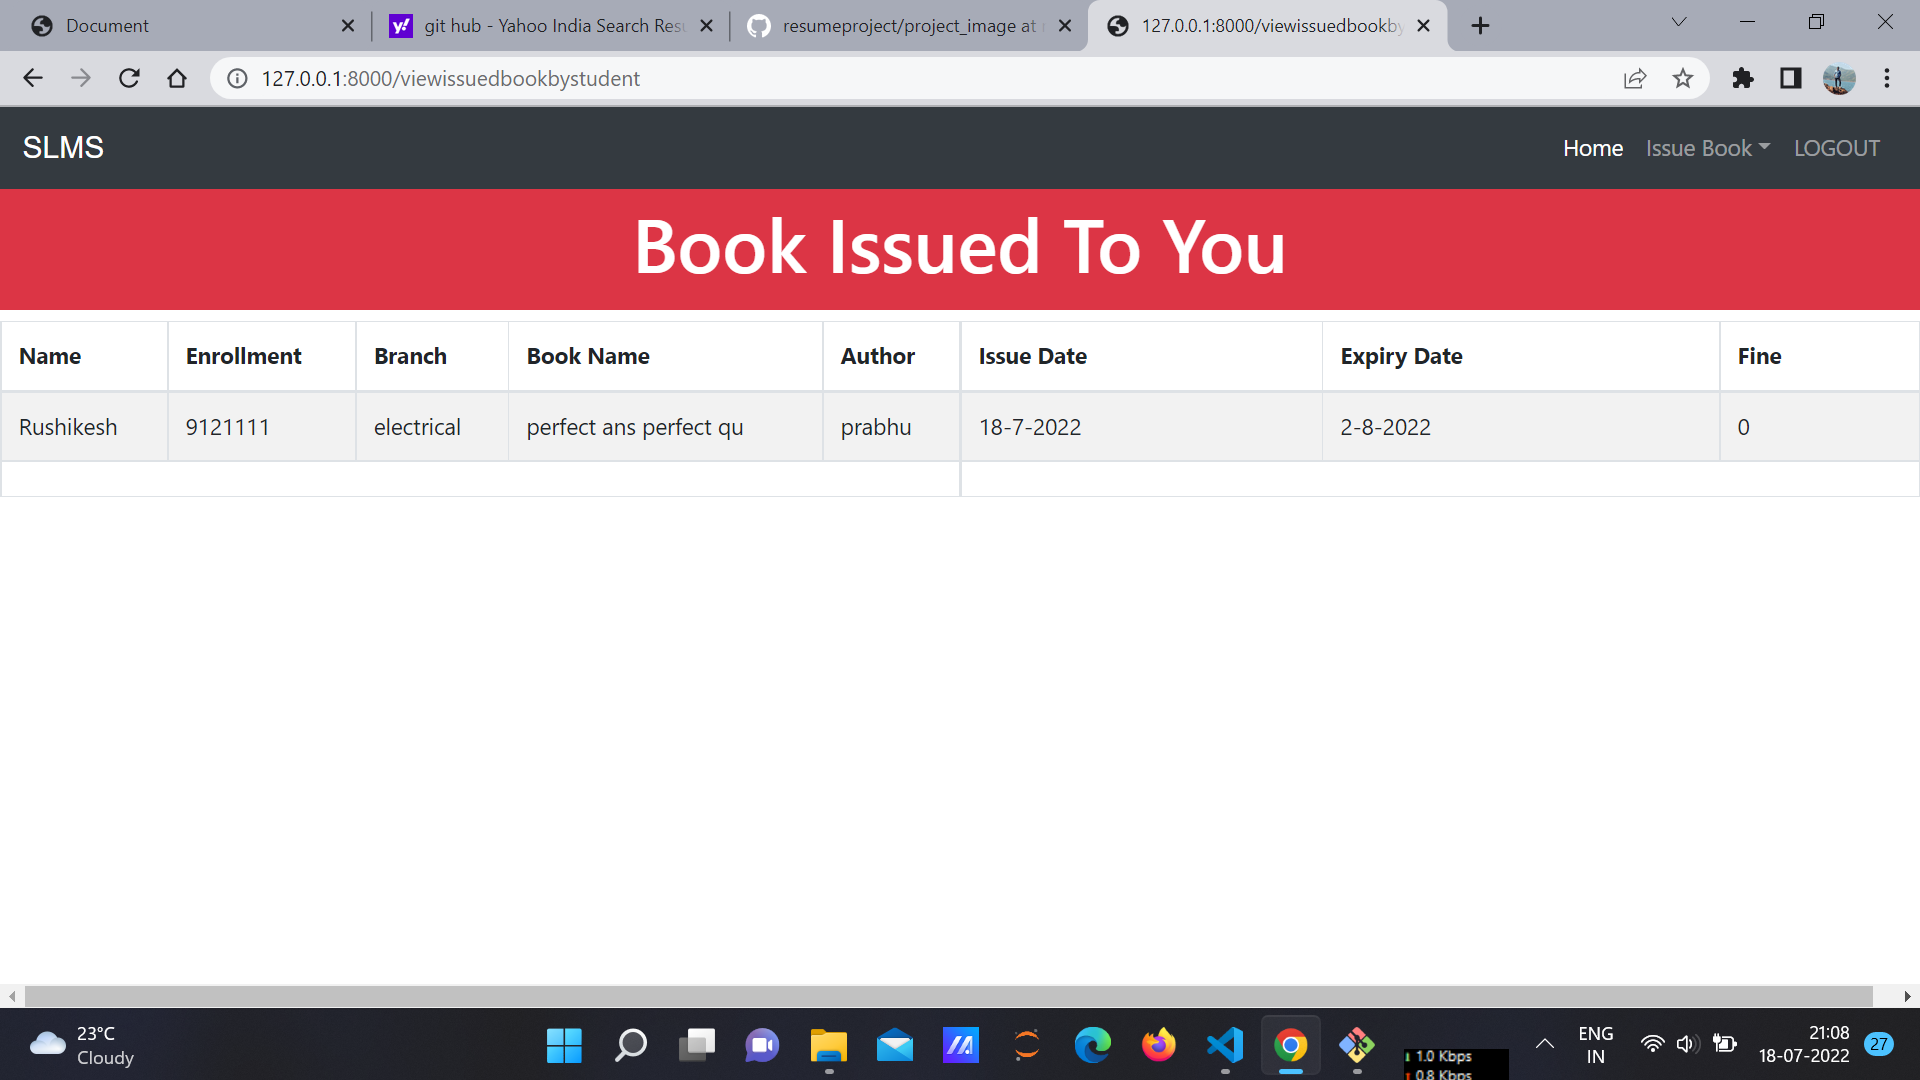 Document
git hub - Yahoo India Search Resu
resumeproject/project_image at
127.0.0.1:8000/viewissuedbookby
127.0.0.1:8000/viewissuedbookbystudent
SLMS
Home Issue Book LOGOUT
Book Issued To You
Name Enrollment Branch Book Name Author Issue Date Expiry Date Fine
Rushikesh 9121111 electrical perfect ans perfect qu prabhu 18-7-2022 2-8-2022 0
23°C
Cloudy
1.0 Kbps
0.8 Kbps
ENG
IN
21:08
18-07-2022
27